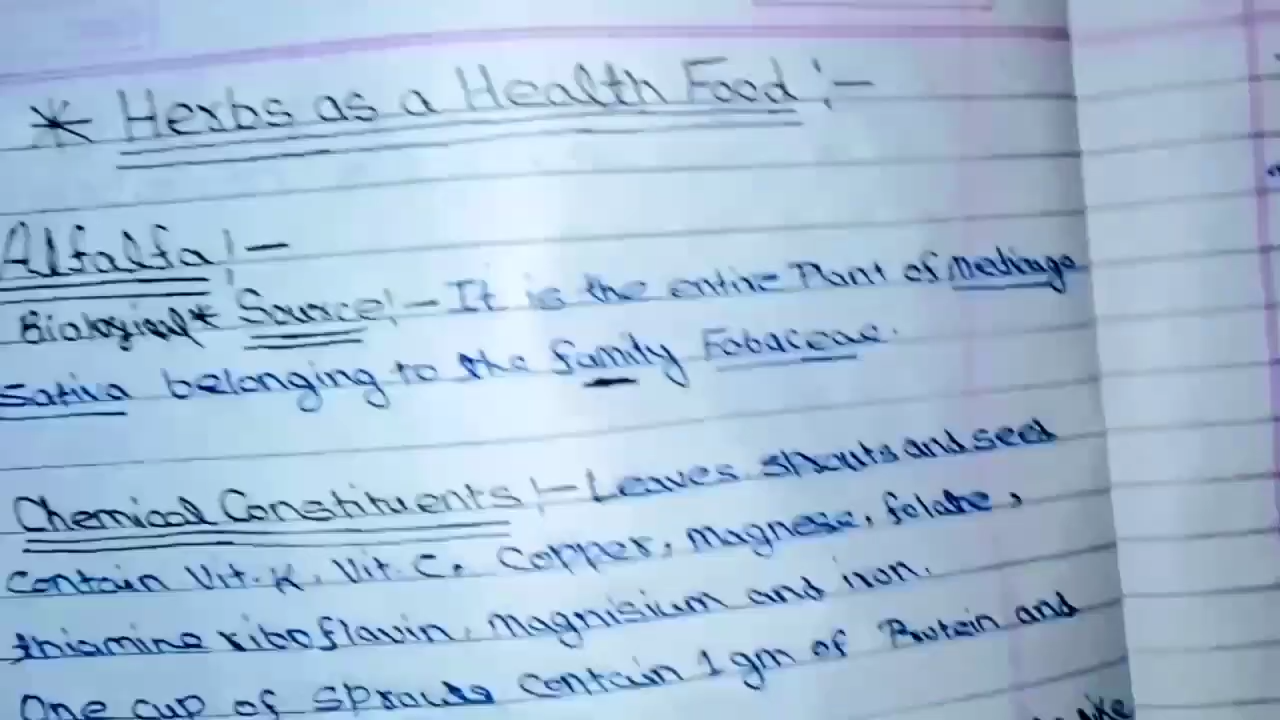 * Herbs as a Health Food :-
Alfalfa :-
Biological* Source :- It is the entire Plant of Medicago
Sativa belonging to the family Fabaceae.
Chemical Constituents :- Leaves sprouts and seed
contain Vit. K, Vit. C, Copper, magnese, folate,
thiamine riboflavin, magnisium and iron.
One cup of sprouts contain 1 gm of Protein and